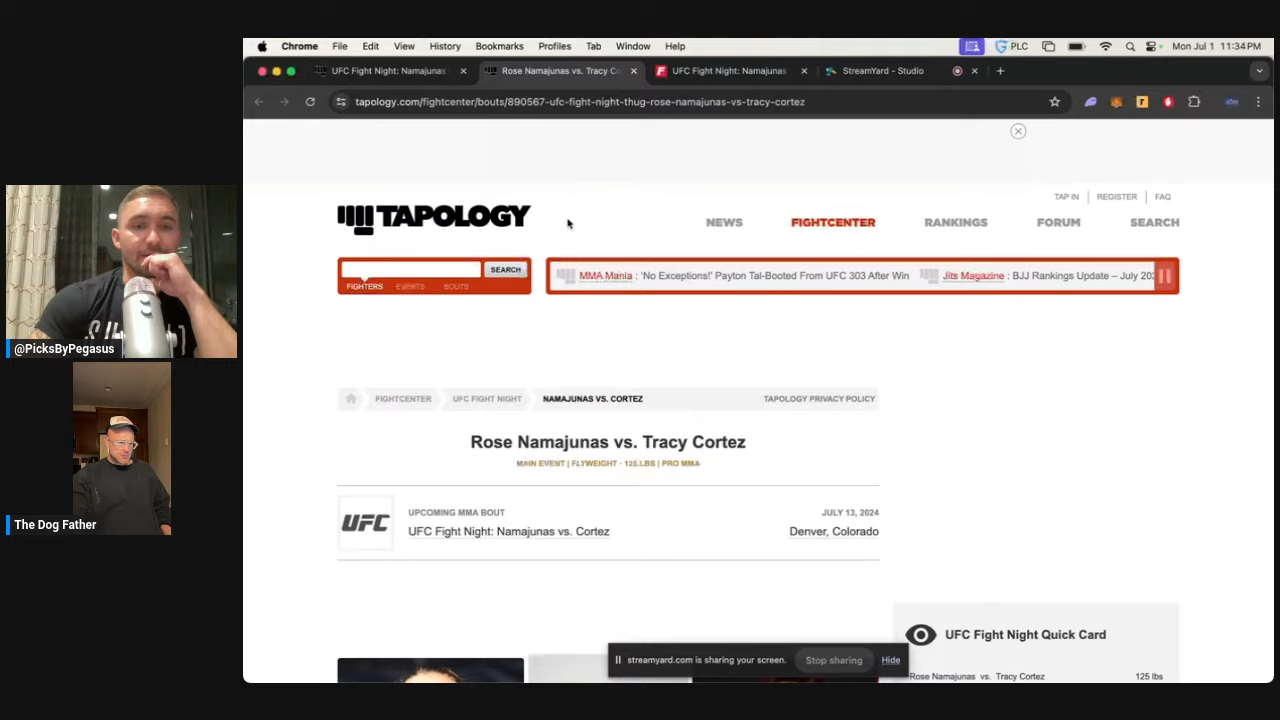 Chrome File Edit View History Bookmarks Profiles Tab Window Help PLC Mon Jul 1 11:34PM
UFC Fight Night: Namajunas Rose Namajunas vs. Tracy Co UFC Fight Night: Namajunas StreamYard - Studio
tapology.com/fightcenter/bouts/890567-ufc-fight-night-thug-rose-namajunas-vs-tracy-cortez
TAP IN REGISTER FAQ
TAPOLOGY NEWS FIGHTCENTER RANKINGS FORUM SEARCH
SEARCH
FIGHTERS EVENTS BOUTS
MMA Mania : 'No Exceptions!' Payton Tal-Booted From UFC 303 After Win Jits Magazine : BJJ Rankings Update – July 202
@PicksByPegasus
FIGHTCENTER UFC FIGHT NIGHT NAMAJUNAS VS. CORTEZ TAPOLOGY PRIVACY POLICY
Rose Namajunas vs. Tracy Cortez
MAIN EVENT | FLYWEIGHT · 125 LBS | PRO MMA
UFC
UPCOMING MMA BOUT JULY 13, 2024
UFC Fight Night: Namajunas vs. Cortez Denver, Colorado
The Dog Father
UFC Fight Night Quick Card
Rose Namajunas vs. Tracy Cortez 125 lbs
streamyard.com is sharing your screen. Stop sharing Hide